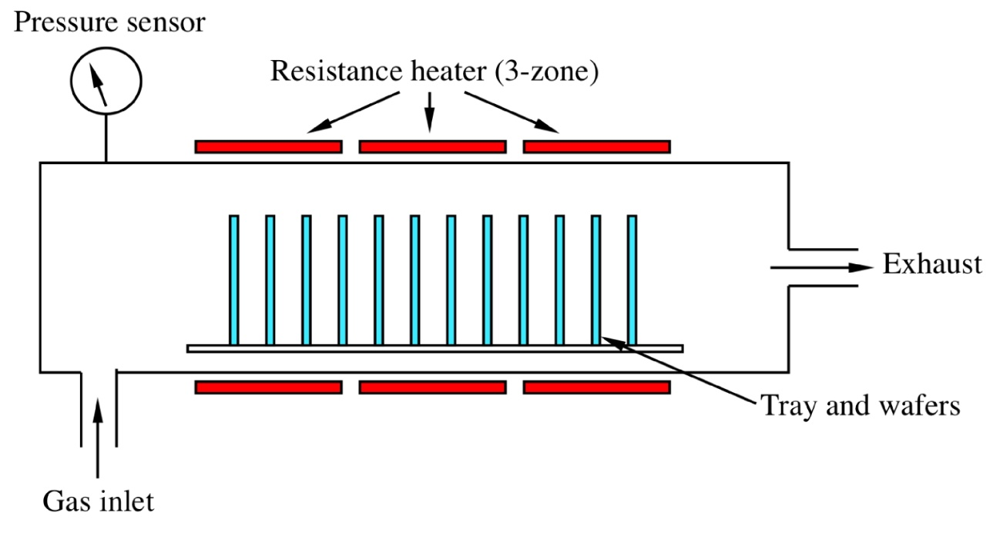 Pressure sensor
Resistance heater (3-zone)
Exhaust
Tray and wafers
Gas inlet